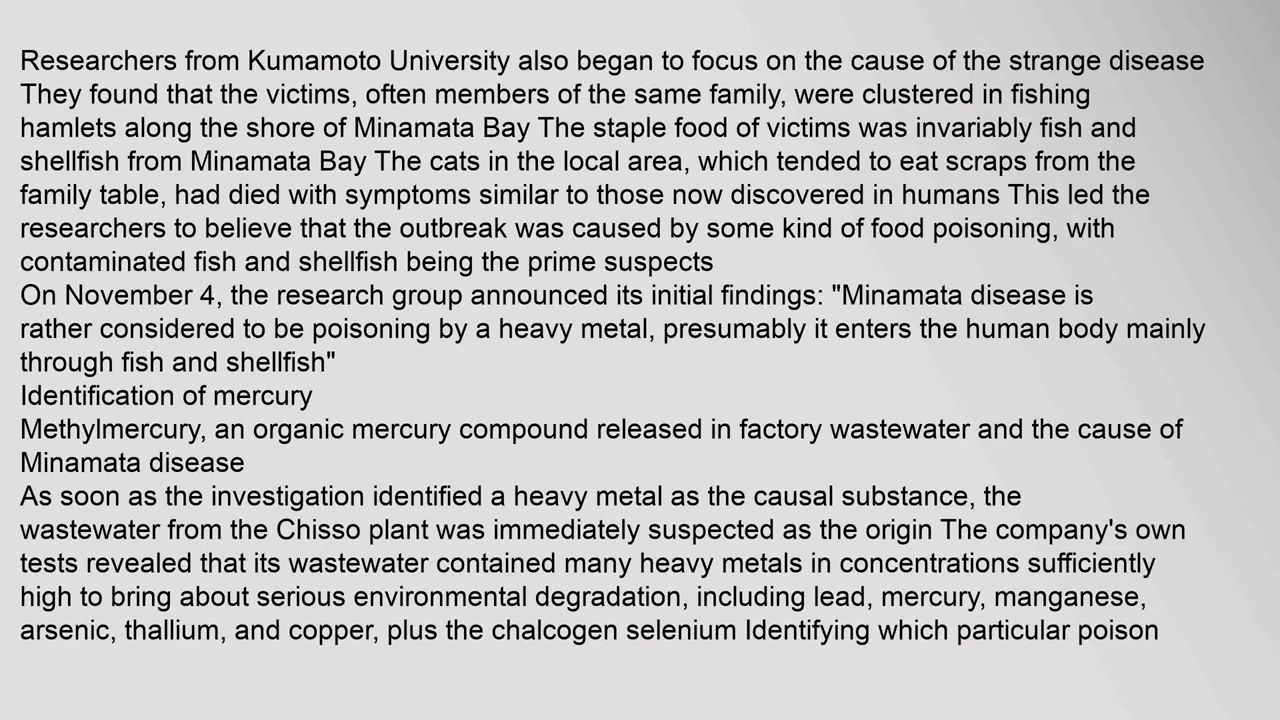 Researchers from Kumamoto University also began to focus on the cause of the strange disease
They found that the victims, often members of the same family, were clustered in fishing
hamlets along the shore of Minamata Bay The staple food of victims was invariably fish and
shellfish from Minamata Bay The cats in the local area, which tended to eat scraps from the
family table, had died with symptoms similar to those now discovered in humans This led the
researchers to believe that the outbreak was caused by some kind of food poisoning, with
contaminated fish and shellfish being the prime suspects
On November 4, the research group announced its initial findings: "Minamata disease is
rather considered to be poisoning by a heavy metal, presumably it enters the human body mainly
through fish and shellfish"
Identification of mercury
Methylmercury, an organic mercury compound released in factory wastewater and the cause of
Minamata disease
As soon as the investigation identified a heavy metal as the causal substance, the
wastewater from the Chisso plant was immediately suspected as the origin The company's own
tests revealed that its wastewater contained many heavy metals in concentrations sufficiently
high to bring about serious environmental degradation, including lead, mercury, manganese,
arsenic, thallium, and copper, plus the chalcogen selenium Identifying which particular poison